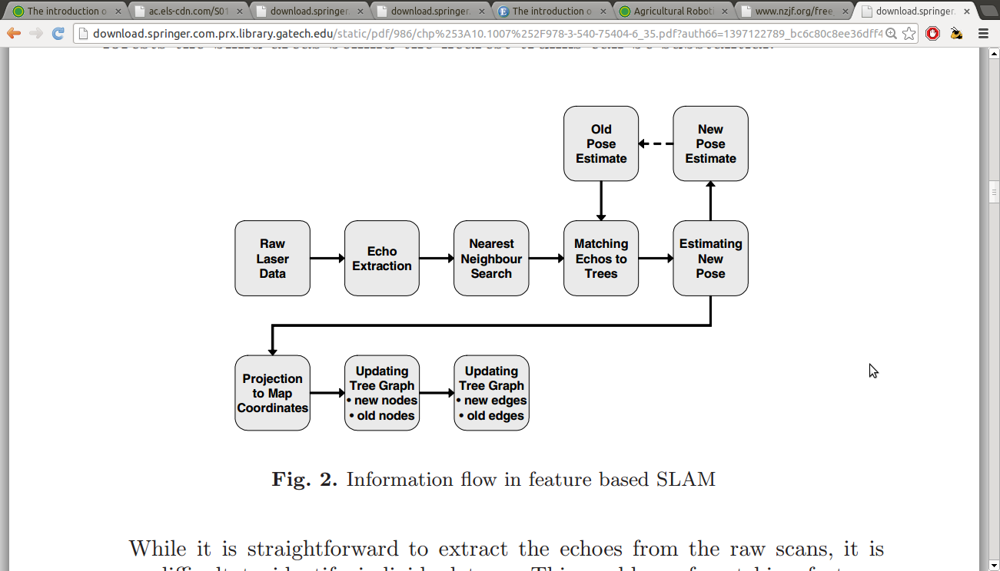 The introduction o
ac.els-cdn.com/S01
download.springer.
download.springer.
The introduction o
Agricultural Roboti
www.nzjf.org/free_
download.springer.
download.springer.com.prx.library.gatech.edu/static/pdf/986/chp%253A10.1007%252F978-3-540-75404-6_35.pdf?auth66=1397122789_bc6c80c8ee36dff4
Old
Pose
Estimate
New
Pose
Estimate
Raw
Laser
Data
Echo
Extraction
Nearest
Neighbour
Search
Matching
Echos to
Trees
Estimating
New
Pose
Projection
to Map
Coordinates
Updating
Tree Graph
• new nodes
• old nodes
Updating
Tree Graph
• new edges
• old edges
Fig. 2. Information flow in feature based SLAM
While it is straightforward to extract the echoes from the raw scans, it is